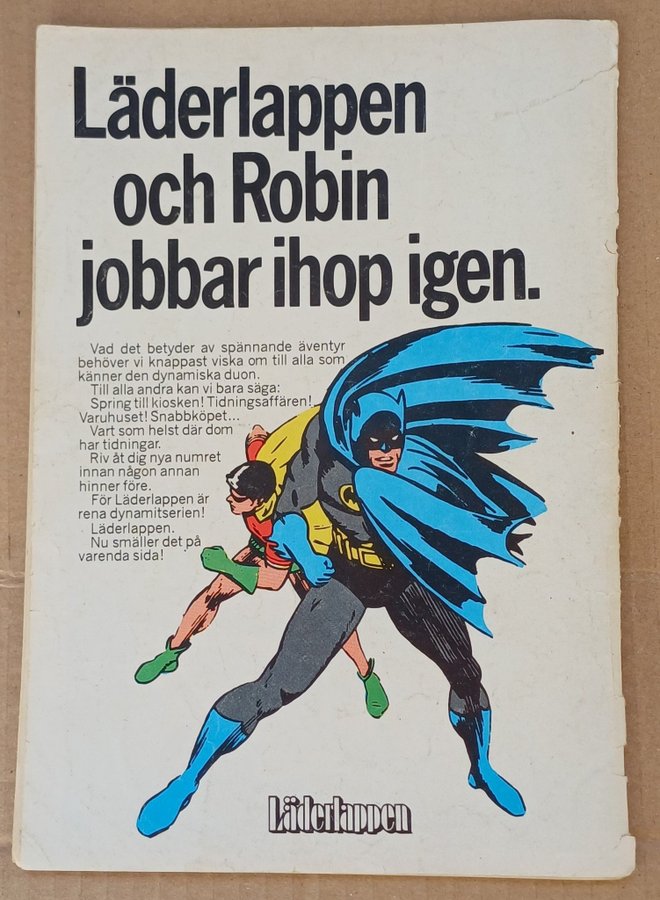 Läderlappen
och Robin
jobbar ihop igen.
Vad det betyder av spännande äventyr
behöver vi knappast viska om till alla som
känner den dynamiska duon.
Till alla andra kan vi bara säga:
Spring till kiosken! Tidningsaffären!
Varuhuset! Snabbköpet...
Vart som helst där dom
har tidningar.
Riv åt dig nya numret
innan någon annan
hinner före.
För Läderlappen är
rena dynamitserien!
Läderlappen.
Nu smäller det på
varenda sida!
Läderlappen